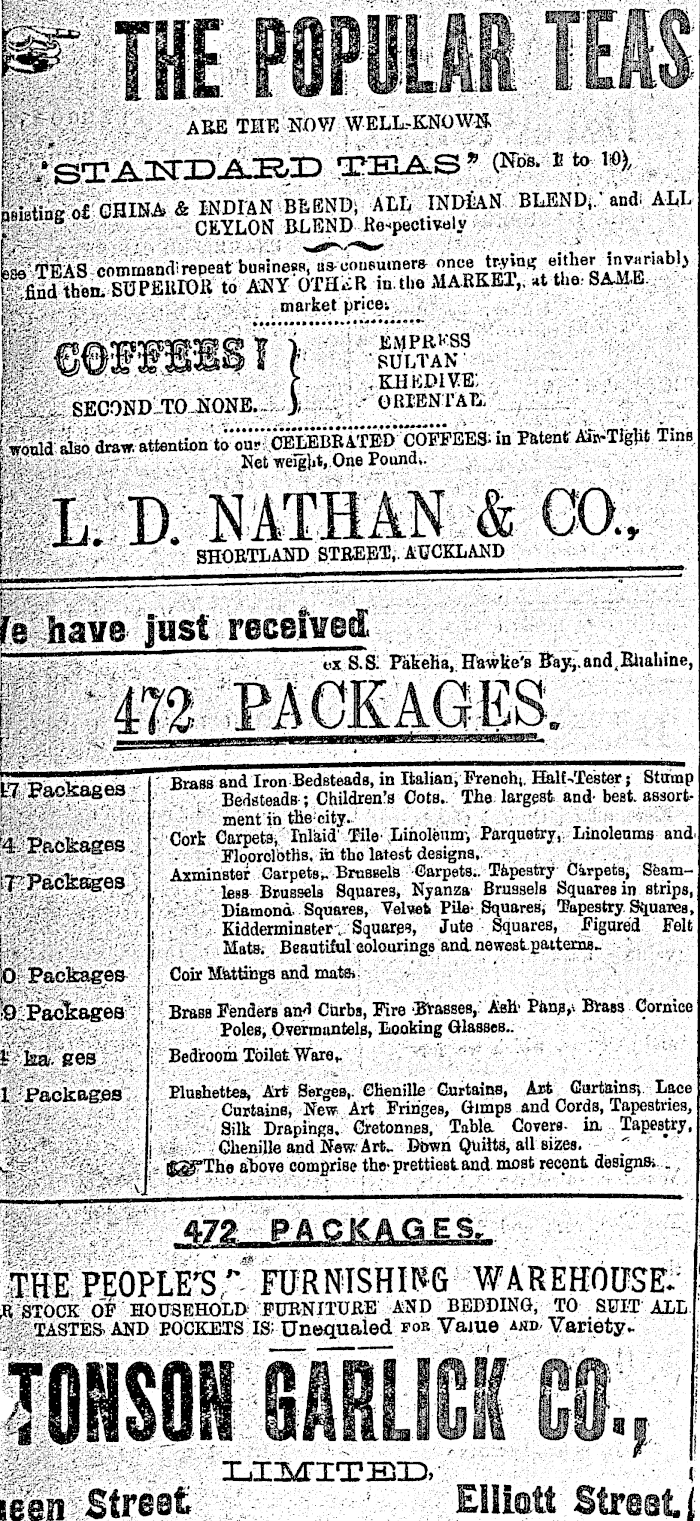 THE POPULAR TEAS
ARE THE NOW WELL-KNOWN
"STANDARD TEAS" (Nos. 1 to 10),
nsisting of CHINA & INDIAN BLEND, ALL INDIAN BLEND, and ALL
CEYLON BLEND Respectively
ese TEAS command repeat business, as consumers once trying either invariably
find them SUPERIOR to ANY OTHER in the MARKET, at the SAME
market price.
COFFEES!
SECOND TO NONE.
EMPRESS
SULTAN
KHEDIVE
ORIENTAL
would also draw attention to our CELEBRATED COFFEES in Patent Air-Tight Tins
Net weight, One Pound.
L. D. NATHAN & CO.,
SHORTLAND STREET, AUCKLAND
We have just received
ex S.S. Pakeha, Hawke's Bay, and Ruahine,
472 PACKAGES.
47 Packages Brass and Iron Bedsteads, in Italian, French, Half-Tester; Stump
Bedsteads; Children's Cots. The largest and best assort-
ment in the city.
4 Packages Cork Carpets, Inlaid Tile Linoleum, Parquetry, Linoleums and
Floorcloths, in the latest designs.
7 Packages Axminster Carpets, Brussels Carpets. Tapestry Carpets, Seam-
less Brussels Squares, Nyanza Brussels Squares in strips,
Diamond Squares, Velvet Pile Squares, Tapestry Squares,
Kidderminster Squares, Jute Squares, Figured Felt
Mats. Beautiful colourings and newest patterns.
0 Packages Coir Mattings and mats.
9 Packages Brass Fenders and Curbs, Fire Brasses, Ash Pans, Brass Cornice
Poles, Overmantels, Looking Glasses.
ka. ges Bedroom Toilet Ware,
1 Packages Plushettes, Art Serges, Chenille Curtains, Art Curtains, Lace
Curtains, New Art Fringes, Gimps and Cords, Tapestries,
Silk Drapings, Cretonnes, Table Covers in Tapestry,
Chenille and New Art. Down Quilts, all sizes.
The above comprise the prettiest and most recent designs.
472 PACKAGES.
THE PEOPLE'S" FURNISHING WAREHOUSE.
R STOCK OF HOUSEHOLD FURNITURE AND BEDDING, TO SUIT ALL
TASTES AND POCKETS IS Unequaled FOR Value AND Variety.
TONSON GARLICK CO.,
LIMITED,
ueen Street Elliott Street.